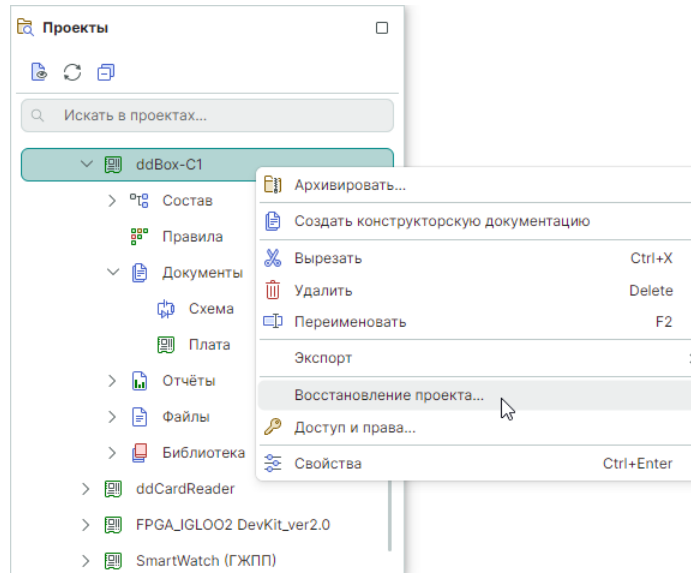 Проекты
Искать в проектах...
ddBox-C1
Архивировать...
Состав
Создать конструкторскую документацию
Правила
Вырезать Ctrl+X
Документы
Удалить Delete
Схема
Переименовать F2
Плата
Экспорт
Отчёты
Восстановление проекта...
Файлы
Доступ и права...
Библиотека
Свойства Ctrl+Enter
ddCardReader
FPGA_IGLOO2 DevKit_ver2.0
SmartWatch (ГЖПП)